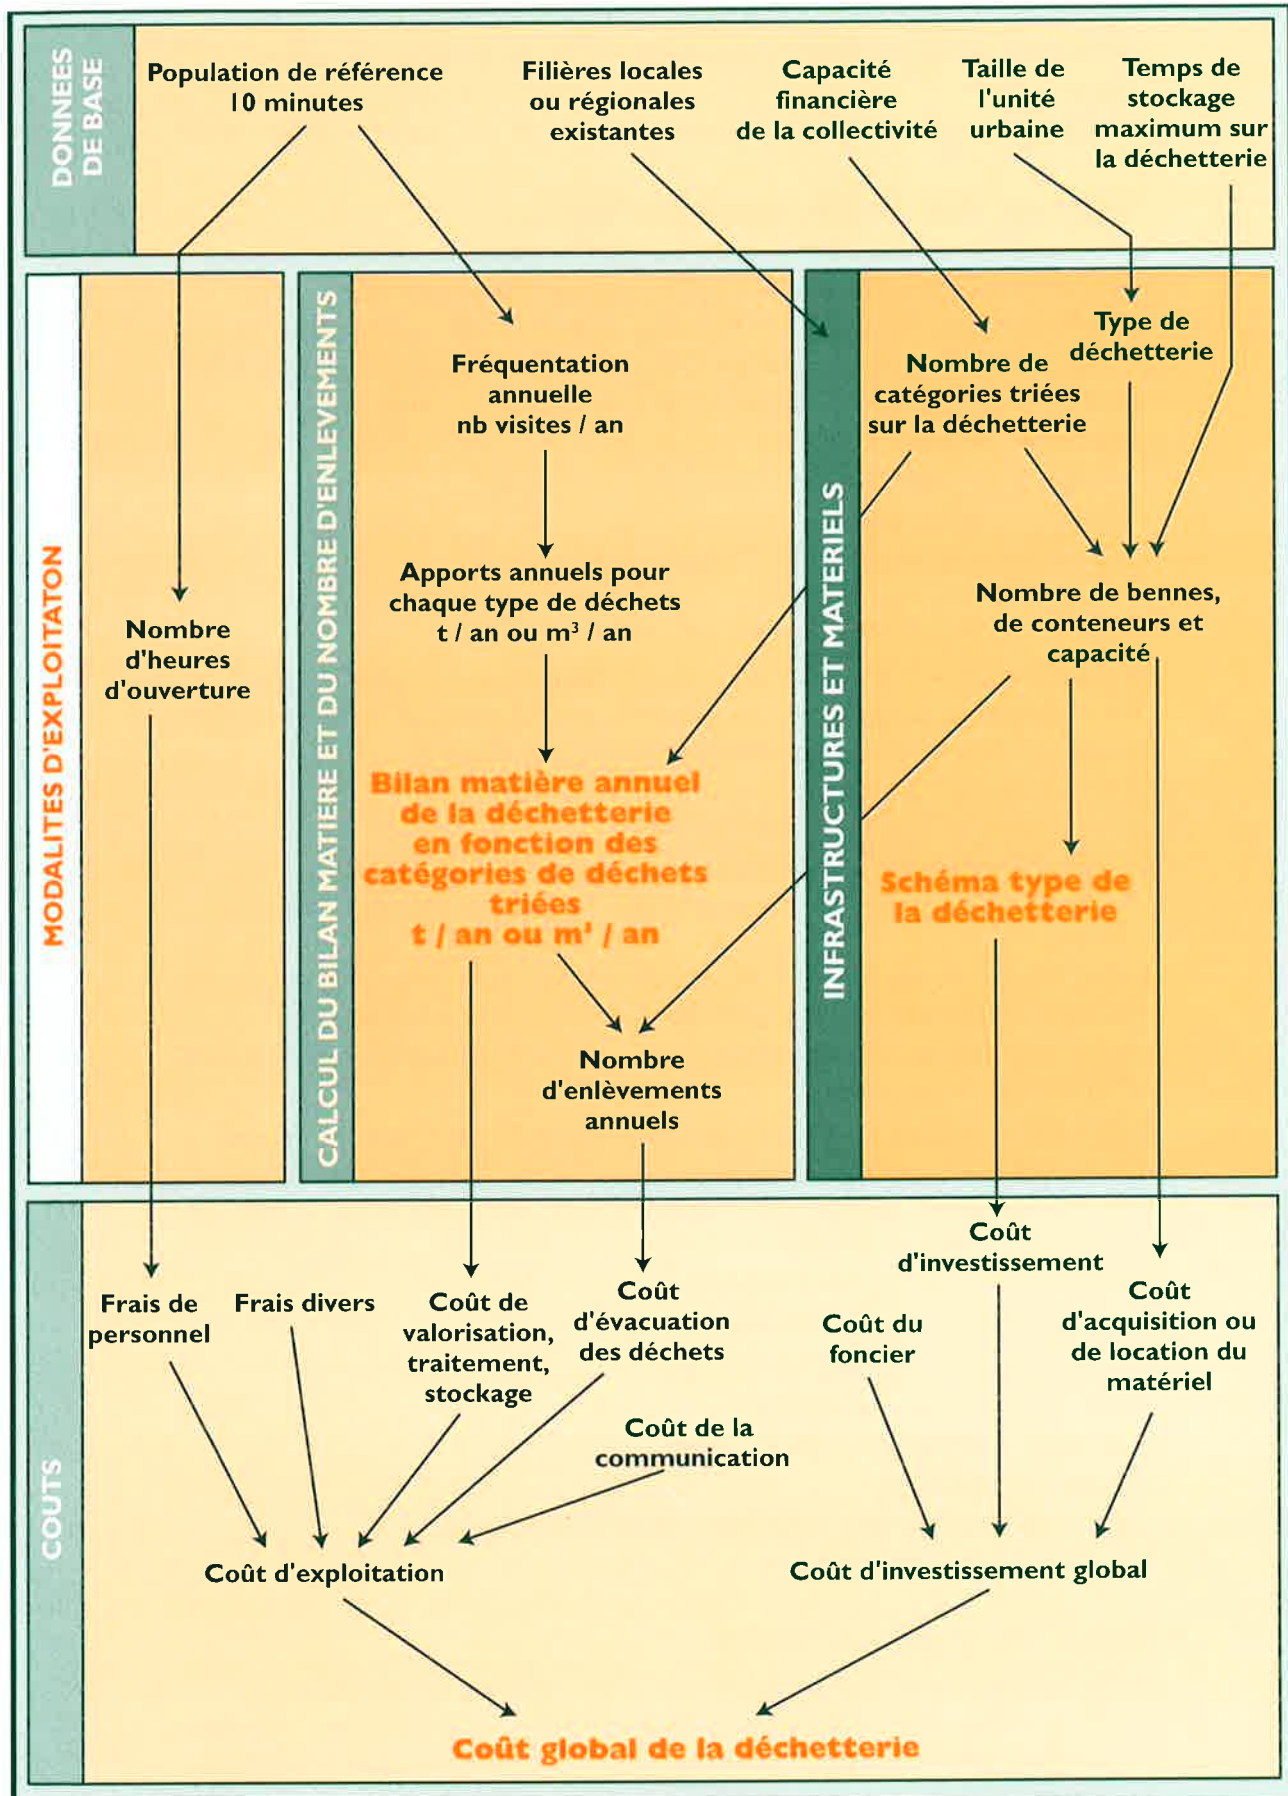 DONNEES
DE BASE
Population de référence
10 minutes
Filières locales
ou régionales
existantes
Capacité
financière
de la collectivité
Taille de
l'unité
urbaine
Temps de
stockage
maximum sur
la déchetterie
MODALITES D'EXPLOITATON
Nombre
d'heures
d'ouverture
CALCUL DU BILAN MATIERE ET DU NOMBRE D'ENLEVEMENTS
Fréquentation
annuelle
nb visites / an
Apports annuels pour
chaque type de déchets
t / an ou m³ / an
Bilan matière annuel
de la déchetterie
en fonction des
catégories de déchets
triées
t / an ou m³ / an
Nombre
d'enlèvements
annuels
INFRASTRUCTURES ET MATERIELS
Nombre de
catégories triées
sur la déchetterie
Type de
déchetterie
Nombre de bennes,
de conteneurs et
capacité
Schéma type de
la déchetterie
COUTS
Frais de
personnel
Frais divers
Coût de
valorisation,
traitement,
stockage
Coût
d'évacuation
des déchets
Coût de la
communication
Coût du
foncier
Coût
d'investissement
Coût
d'acquisition ou
de location du
matériel
Coût d'exploitation
Coût d'investissement global
Coût global de la déchetterie